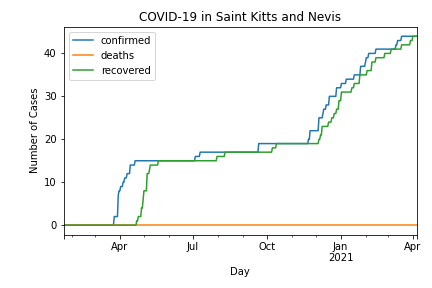 COVID-19 in Saint Kitts and Nevis
confirmed
deaths
recovered
Number of Cases
40
30
20
10
0
Apr
Jul
Oct
Jan
2021
Apr
Day